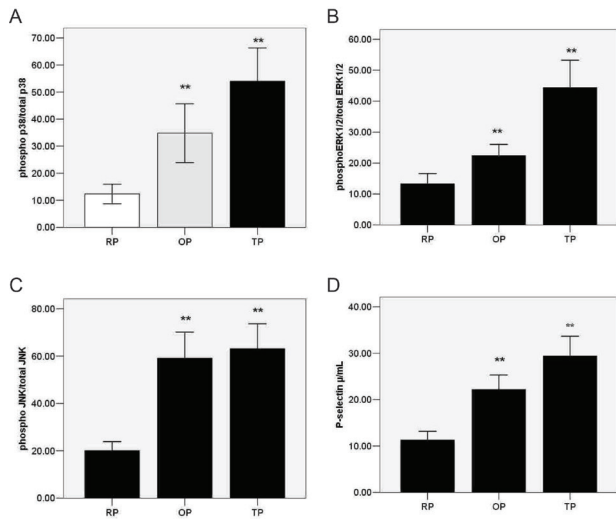 A
phospho p38/total p38
70.00
60.00
50.00
40.00
30.00
20.00
10.00
0.00
**
**
RP
OP
TP
B
phosphoERK1/2/total ERK1/2
60.00
50.00
40.00
30.00
20.00
10.00
0.00
**
**
RP
OP
TP
C
phospho JNK/total JNK
80.00
60.00
40.00
20.00
0.00
**
**
RP
OP
TP
D
P-selectin µ/mL
40.00
30.00
20.00
10.00
0.00
**
**
RP
OP
TP